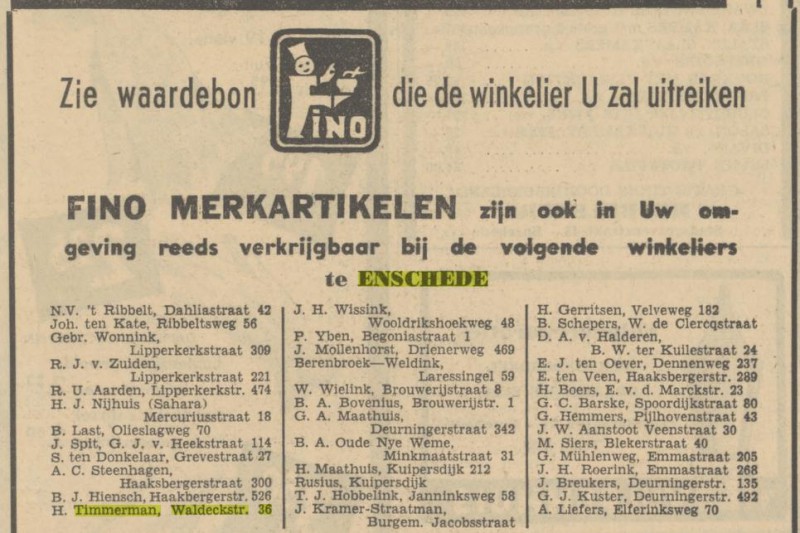 Zie waardebon FINO die de winkelier U zal uitreiken
FINO MERKARTIKELEN zijn ook in Uw om-
geving reeds verkrijgbaar bij de volgende winkeliers
te ENSCHEDE
N.V. 't Ribbelt, Dahliastraat 42
Joh. ten Kate, Ribbeltsweg 56
Gebr. Wonnink,
Lipperkerkstraat 309
R. J. v. Zuiden,
Lipperkerkstraat 221
R. U. Aarden, Lipperkerkstr. 474
H. J. Nijhuis (Sahara)
Mercuriusstraat 18
B. Last, Olieslagweg 70
J. Spit, G. J. v. Heekstraat 114
S. ten Donkelaar, Grevestraat 27
A. C. Steenhagen,
Haaksbergerstraat 300
B. J. Hiensch, Haakbergerstr. 526
H. Timmerman, Waldeckstr. 36
J. H. Wissink,
Wooldrikshoekweg 48
P. Yben, Begoniastraat 1
J. Mollenhorst, Drienerweg 469
Berenbroek—Weldink,
Laressingel 59
W. Wielink, Brouwerijstraat 8
B. A. Bovenius, Brouwerijstr. 1
G. A. Maathuis,
Deurningerstraat 342
B. A. Oude Nye Weme,
Minkmaatstraat 31
H. Maathuis, Kuipersdijk 212
Rusius, Kuipersdijk
T. J. Hobbelink, Janninksweg 58
J. Kramer-Straatman,
Burgem. Jacobsstraat
H. Gerritsen, Velveweg 182
B. Schepers, W. de Clercqstraat
D. A. v. Halderen,
B. W. ter Kuilestraat 24
E. J. ten Oever, Dennenweg 237
E. ten Veen, Haaksbergerstr. 289
H. Boers, E. v. d. Marckstr. 23
G. C. Barske, Spoordijkstraat 80
G. Hemmers, Pijlhovenstraat 43
J. W. Aanstoot Veenstraat 30
M. Siers, Blekerstraat 40
G. Mühlenweg, Emmastraat 205
J. H. Roerink, Emmastraat 268
J. Breukers, Deurningerstr. 135
G. J. Kuster, Deurningerstr. 492
A. Liefers, Elferinksweg 70